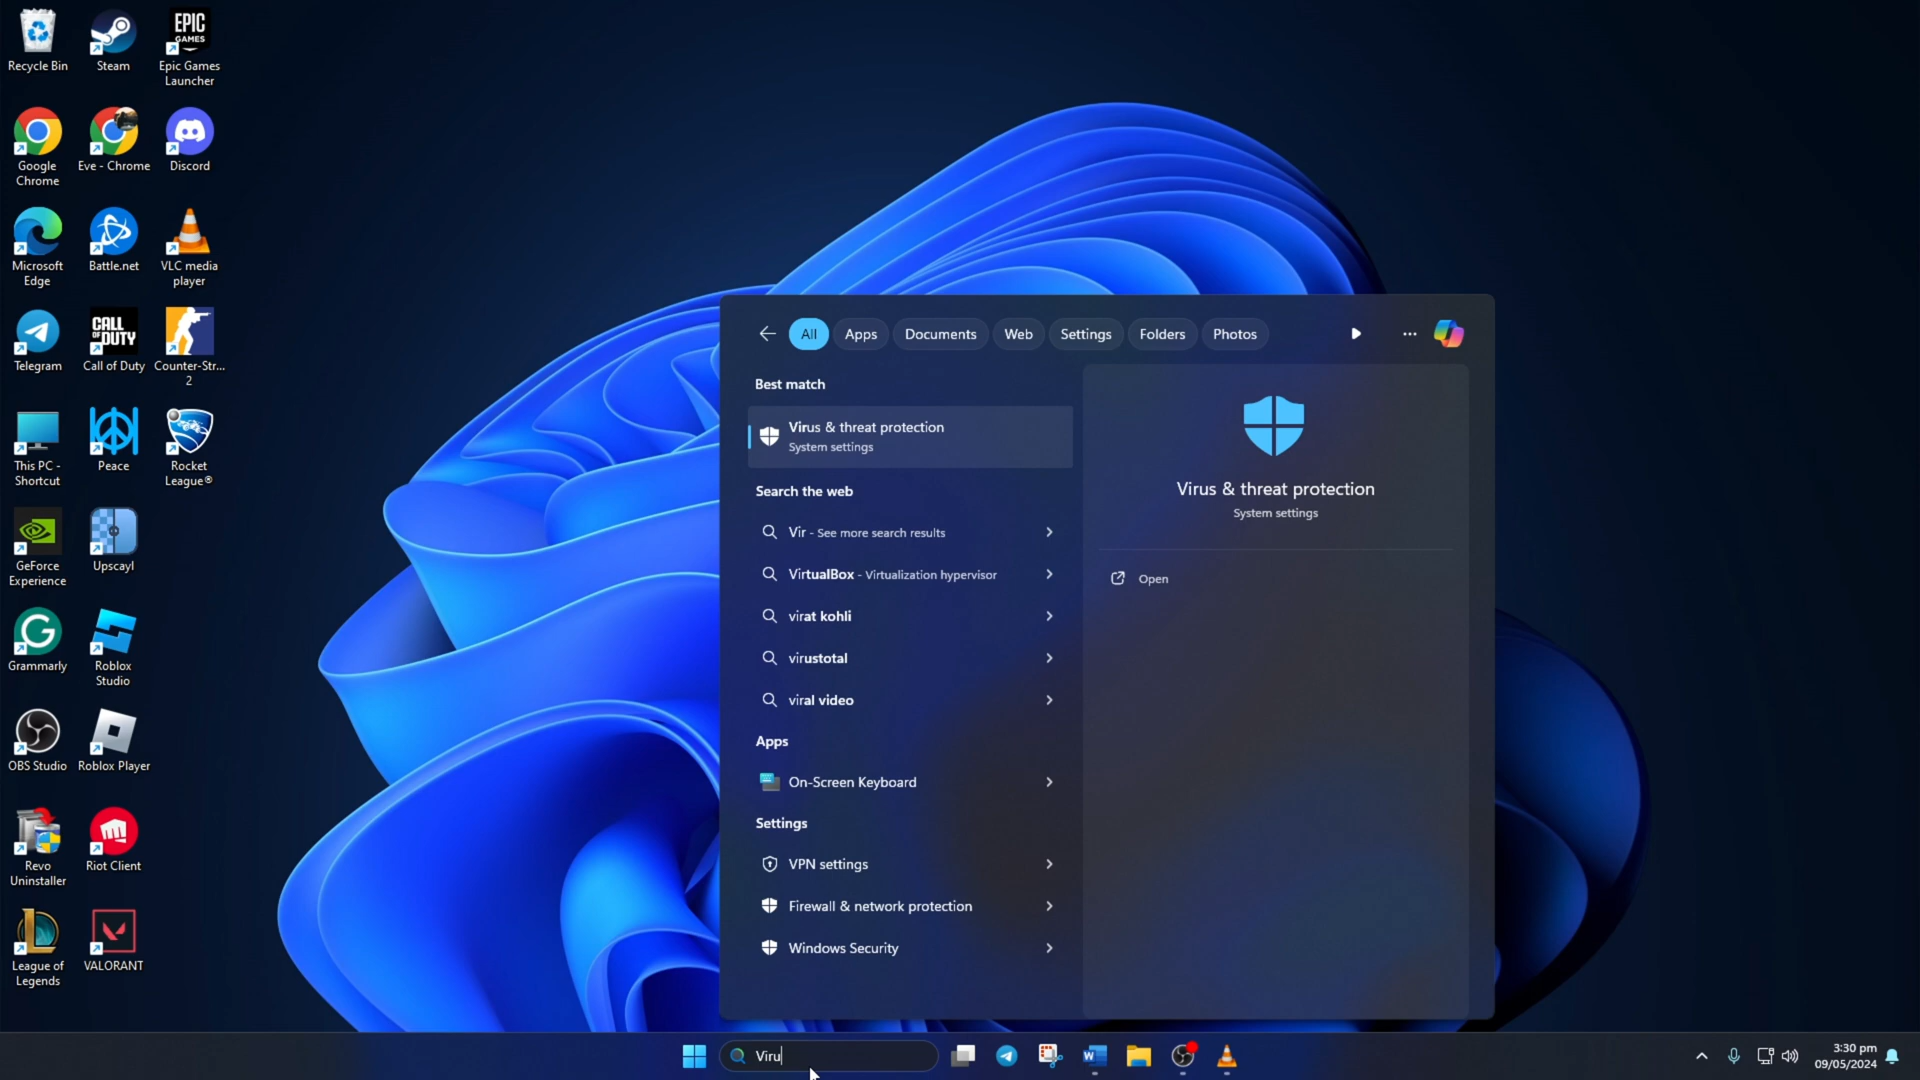 Recycle Bin
Steam
EPIC
GAMES
Epic Games
Launcher
Google
Chrome
Eve - Chrome
Discord
Microsoft
Edge
Battle.net
VLC media
player
Telegram
CALL
OF DUTY
Call of Duty
Counter-Str...
2
This PC -
Shortcut
Peace
Rocket
League®
GeForce
Experience
Upscayl
Grammarly
Roblox
Studio
OBS Studio
Roblox Player
Revo
Uninstaller
Riot Client
League of
Legends
VALORANT
All
Apps
Documents
Web
Settings
Folders
Photos
Best match
Virus & threat protection
System settings
Search the web
Vir - See more search results
VirtualBox - Virtualization hypervisor
virat kohli
virustotal
viral video
Apps
On-Screen Keyboard
Settings
VPN settings
Firewall & network protection
Windows Security
Virus & threat protection
System settings
Open
Viru
3:30 pm
09/05/2024